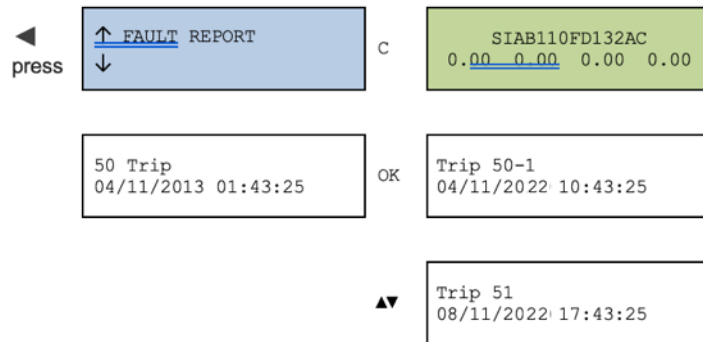 ◄
press
↑ FAULT REPORT
↓
C
SIAB110FD132AC
0.00 0.00 0.00 0.00
50 Trip
04/11/2013 01:43:25
OK
Trip 50-1
04/11/2022 10:43:25
▲▼
Trip 51
08/11/2022 17:43:25